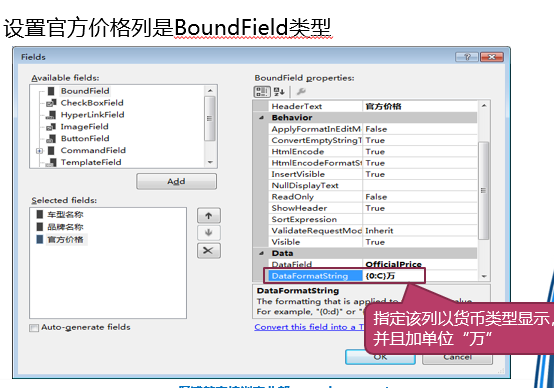 设置官方价格列是BoundField类型
Fields
Available fields:
BoundField
CheckBoxField
HyperLinkField
ImageField
ButtonField
CommandField
TemplateField
Add
Selected fields:
车型名称
品牌名称
官方价格
Auto-generate fields
BoundField properties:
HeaderText 官方价格
Behavior
ApplyFormatInEditM False
ConvertEmptyStringT True
HtmlEncode True
HtmlEncodeFormatSt True
InsertVisible True
NullDisplayText
ReadOnly False
ShowHeader True
SortExpression
ValidateRequestMod Inherit
Visible True
Data
DataField OfficialPrice
DataFormatString {0:C}万
DataFormatString
The formatting that is applied to
value
For example, "{0:d}" or "
Convert this field into a T
指定该列以货币类型显示,
并且加单位“万”
OK
Cancel